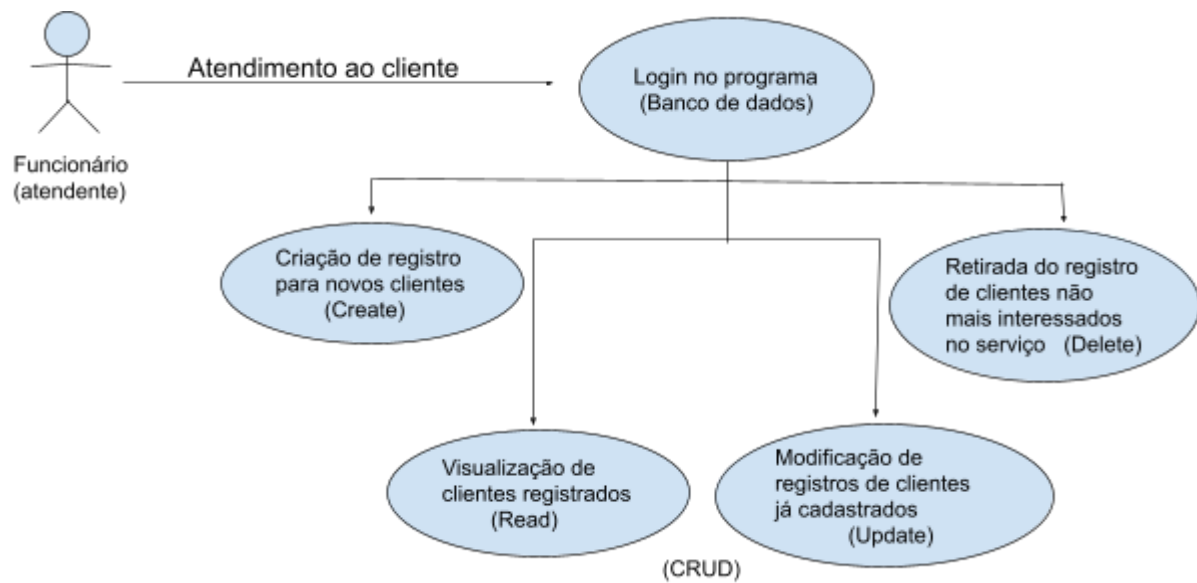 Atendimento ao cliente
Login no programa
(Banco de dados)
Funcionário
(atendente)
Criação de registro
para novos clientes
(Create)
Retirada do registro
de clientes não
mais interessados
no serviço (Delete)
Visualização de
clientes registrados
(Read)
Modificação de
registros de clientes
já cadastrados
(Update)
(CRUD)